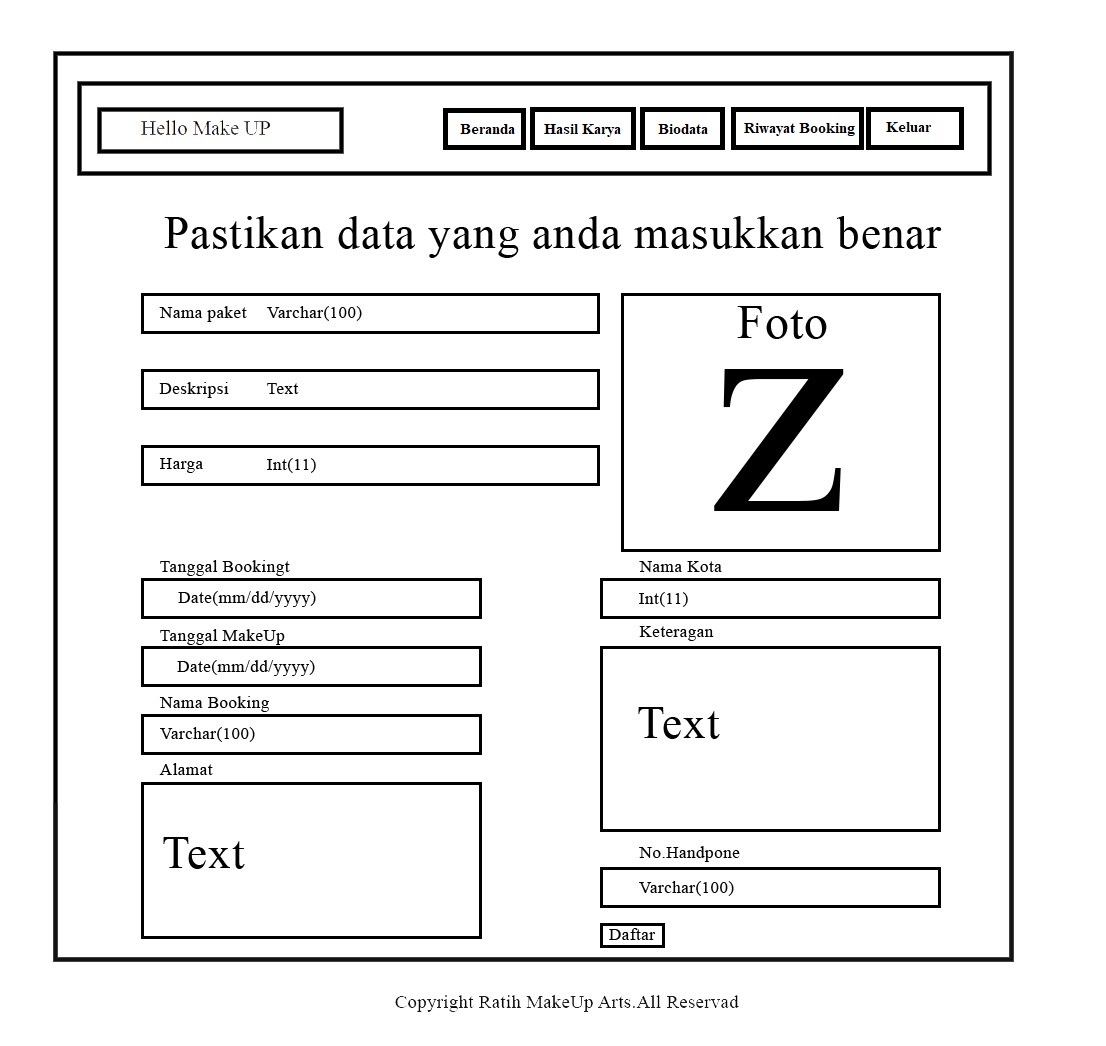 Hello Make UP
Beranda
Hasil Karya
Biodata
Riwayat Booking
Keluar
Pastikan data yang anda masukkan benar
Nama paket Varchar(100)
Deskripsi Text
Harga Int(11)
Foto
Z
Tanggal Bookingt
Date(mm/dd/yyyy)
Tanggal MakeUp
Date(mm/dd/yyyy)
Nama Booking
Varchar(100)
Alamat
Text
Nama Kota
Int(11)
Keteragan
Text
No.Handpone
Varchar(100)
Daftar
Copyright Ratih MakeUp Arts.All Reservad